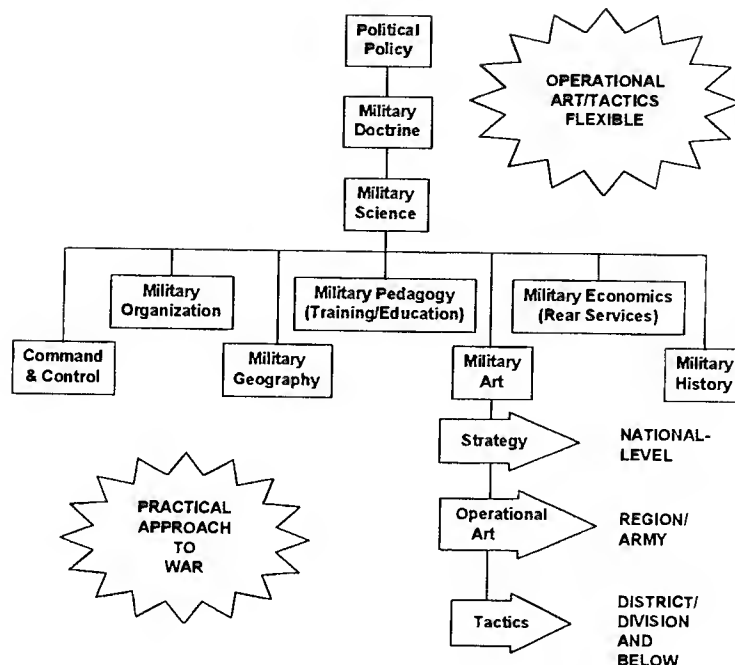 Political
Policy
OPERATIONAL
ART/TACTICS
FLEXIBLE
Military
Doctrine
Military
Science
Military
Organization
Military Pedagogy
(Training/Education)
Military Economics
(Rear Services)
Command
& Control
Military
Geography
Military
Art
Military
History
Strategy
NATIONAL-
LEVEL
PRACTICAL
APPROACH
TO
WAR
Operational
Art
REGION/
ARMY
Tactics
DISTRICT/
DIVISION
AND
BELOW